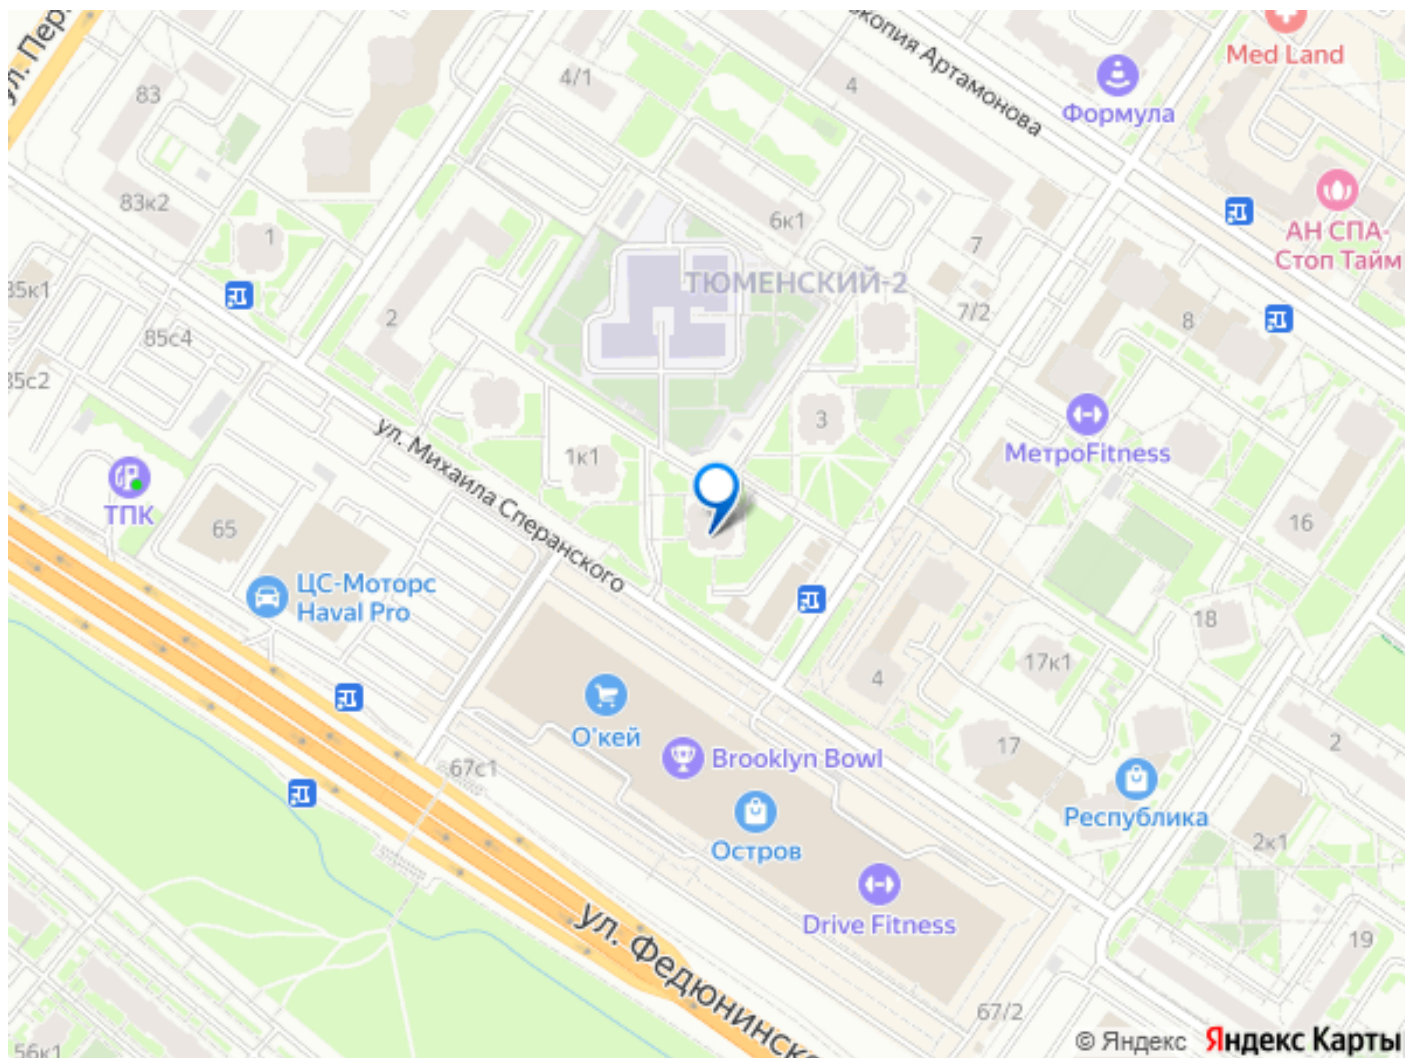 ул. Пер
83
4/1
4
скопия Артамонова
Формула
Med Land
83к2
1
6к1
7
АН СПА-
Стоп Тайм
35к1
85с4
2
ТЮМЕНСКИЙ-2
7/2
8
35с2
ул. Михаила Сперанского
1к1
3
МетроFitness
ТПК
65
16
ЦС-Моторс
Haval Pro
18
17к1
4
О'кей
Brooklyn Bowl
17
2
67с1
Остров
Республика
2к1
Drive Fitness
ул. Федюнинско
19
67/2
56к1
© Яндекс Яндекс Карты